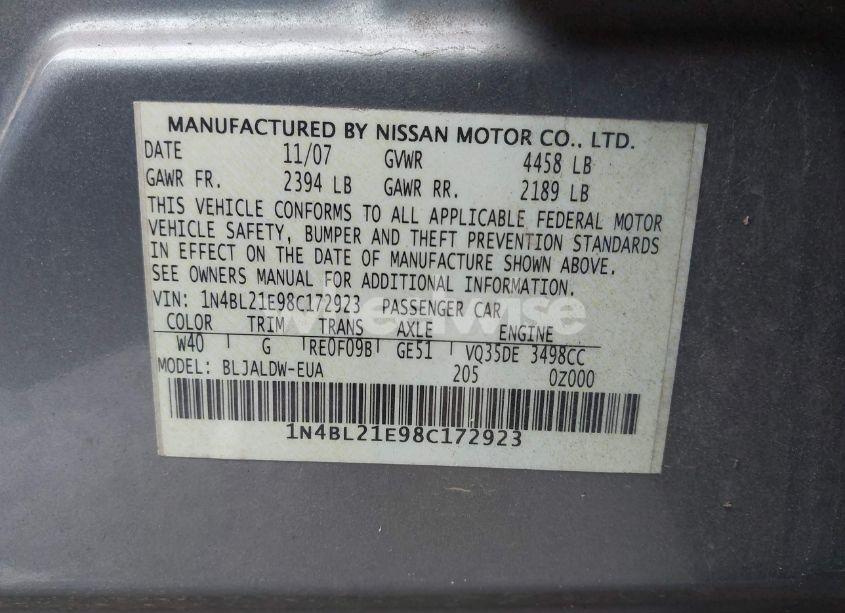 MANUFACTURED BY NISSAN MOTOR CO., LTD.
DATE 11/07 GVWR 4458 LB
GAWR FR. 2394 LB GAWR RR. 2189 LB
THIS VEHICLE CONFORMS TO ALL APPLICABLE FEDERAL MOTOR
VEHICLE SAFETY, BUMPER AND THEFT PREVENTION STANDARDS
IN EFFECT ON THE DATE OF MANUFACTURE SHOWN ABOVE.
SEE OWNERS MANUAL FOR ADDITIONAL INFORMATION.
VIN: 1N4BL21E98C172923 PASSENGER CAR
COLOR TRIM TRANS AXLE ENGINE
W40 G RE0F09B GE51 VQ35DE 3498CC
MODEL: BLJALDW-EUA 205 0Z000
1N4BL21E98C172923